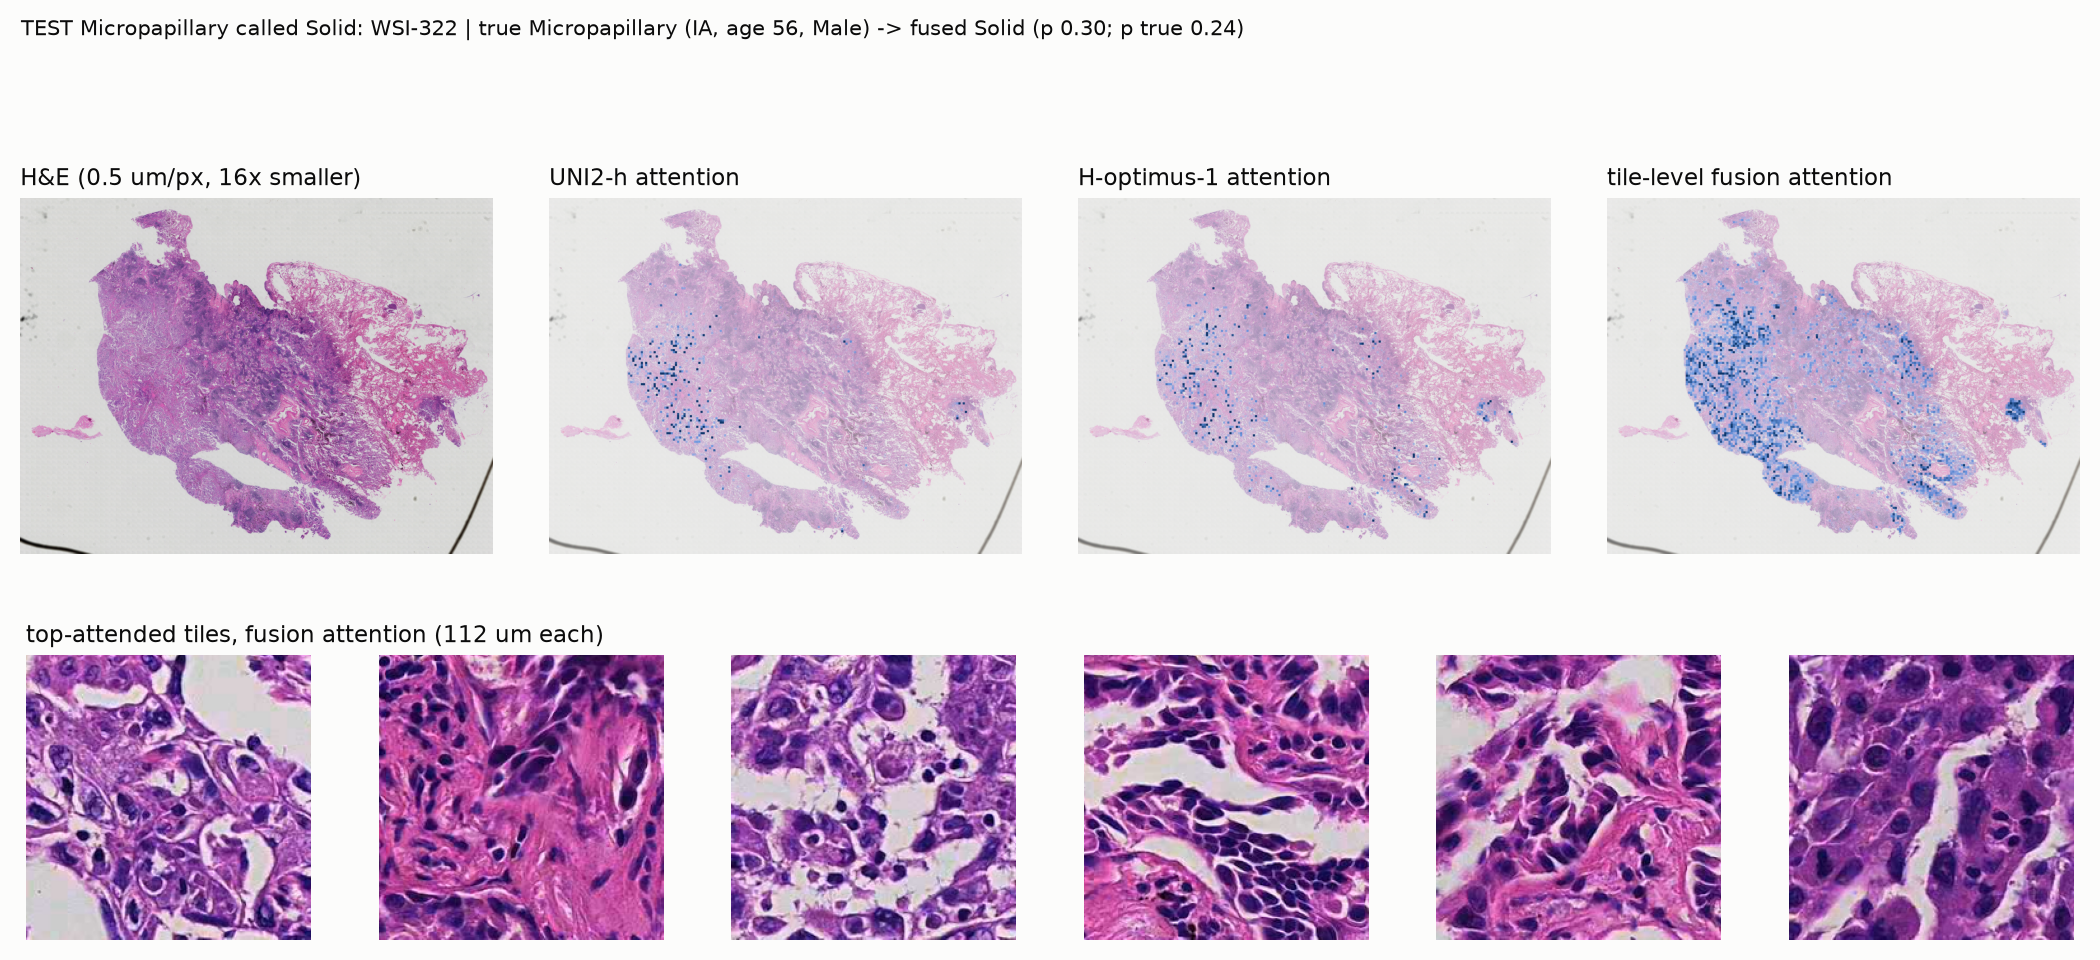 TEST Micropapillary called Solid: WSI-322 | true Micropapillary (IA, age 56, Male) -> fused Solid (p 0.30; p true 0.24)
H&E (0.5 um/px, 16x smaller)
UNI2-h attention
H-optimus-1 attention
tile-level fusion attention
top-attended tiles, fusion attention (112 um each)